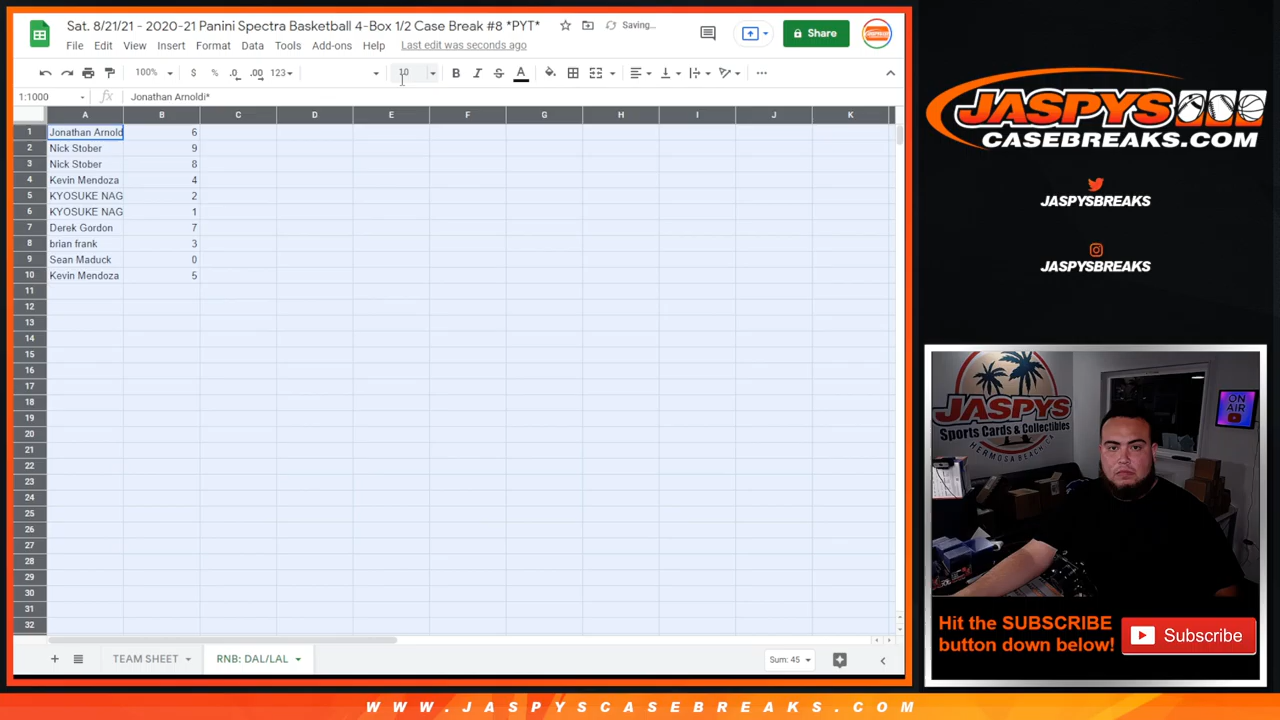 Sat. 8/21/21 - 2020-21 Panini Spectra Basketball 4-Box 1/2 Case Break #8 *PYT*
Saving...
File Edit View Insert Format Data Tools Add-ons Help Last edit was seconds ago
Share
100% $ % .0 .00 123 10 B I S A
1:1000 fx Jonathan Arnoldi*
A B C D E F G H I J K
1 Jonathan Arnold 6
2 Nick Stober 9
3 Nick Stober 8
4 Kevin Mendoza 4
5 KYOSUKE NAG 2
6 KYOSUKE NAG 1
7 Derek Gordon 7
8 brian frank 3
9 Sean Maduck 0
10 Kevin Mendoza 5
11
12
13
14
15
16
17
18
19
20
21
22
23
24
25
26
27
28
29
30
31
32
TEAM SHEET RNB: DAL/LAL Sum: 45
JASPYS
CASEBREAKS.COM
JASPYSBREAKS
JASPYSBREAKS
JASPYS
Sports Cards & Collectibles
HERMOSA BEACH, CA
ON
AIR
Hit the SUBSCRIBE
button down below!
Subscribe
WWW.JASPYSCASEBREAKS.COM